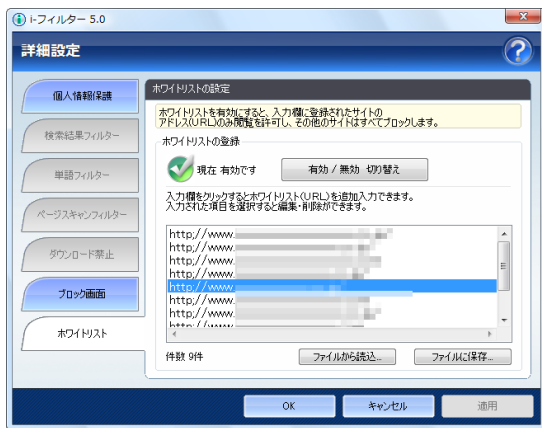 i-フィルター 5.0
詳細設定
?
個人情報保護
検索結果フィルター
単語フィルター
ページスキャンフィルター
ダウンロード禁止
ブロック画面
ホワイトリスト
ホワイトリストの設定
ホワイトリストを有効にすると、入力欄に登録されたサイトの
アドレス(URL)のみ閲覧を許可し、その他のサイトはすべてブロックします。
ホワイトリストの登録
現在 有効です
有効 / 無効 切り替え
入力欄をクリックするとホワイトリスト(URL)を追加入力できます。
入力された項目を選択すると編集・削除ができます。
http://www.
http://www.
http://www.
http://www.
http://www.
http://www.
http://www.
http://www.
件数 9件
ファイルから読込...
ファイルに保存...
OK
キャンセル
適用